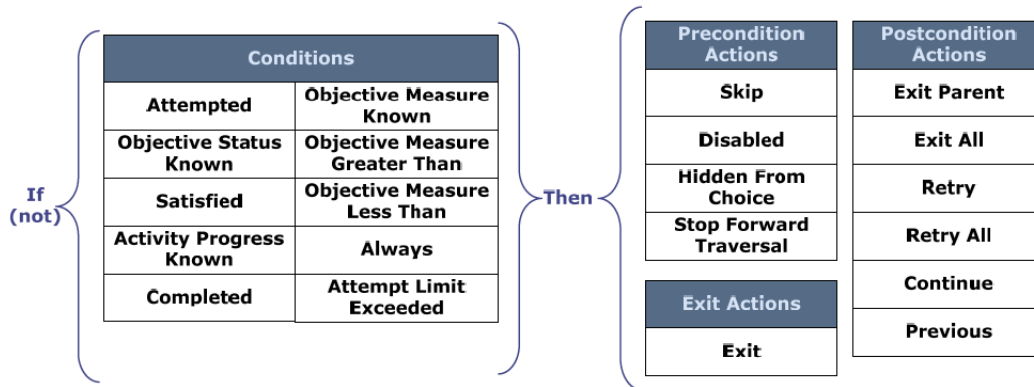 If
(not)
Conditions
Attempted
Objective Measure
Known
Objective Status
Known
Objective Measure
Greater Than
Satisfied
Objective Measure
Less Than
Activity Progress
Known
Always
Completed
Attempt Limit
Exceeded
Then
Precondition
Actions
Skip
Disabled
Hidden From
Choice
Stop Forward
Traversal
Exit Actions
Exit
Postcondition
Actions
Exit Parent
Exit All
Retry
Retry All
Continue
Previous